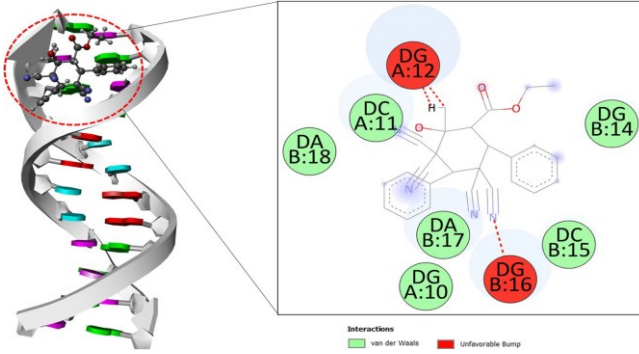 DG
A:12
H
O
O
O
DC
A:11
O
DG
B:14
DA
B:18
N
N
N
N
DA
B:17
DC
B:15
DG
A:10
DG
B:16
Interactions
van der Waals
Unfavorable Bump